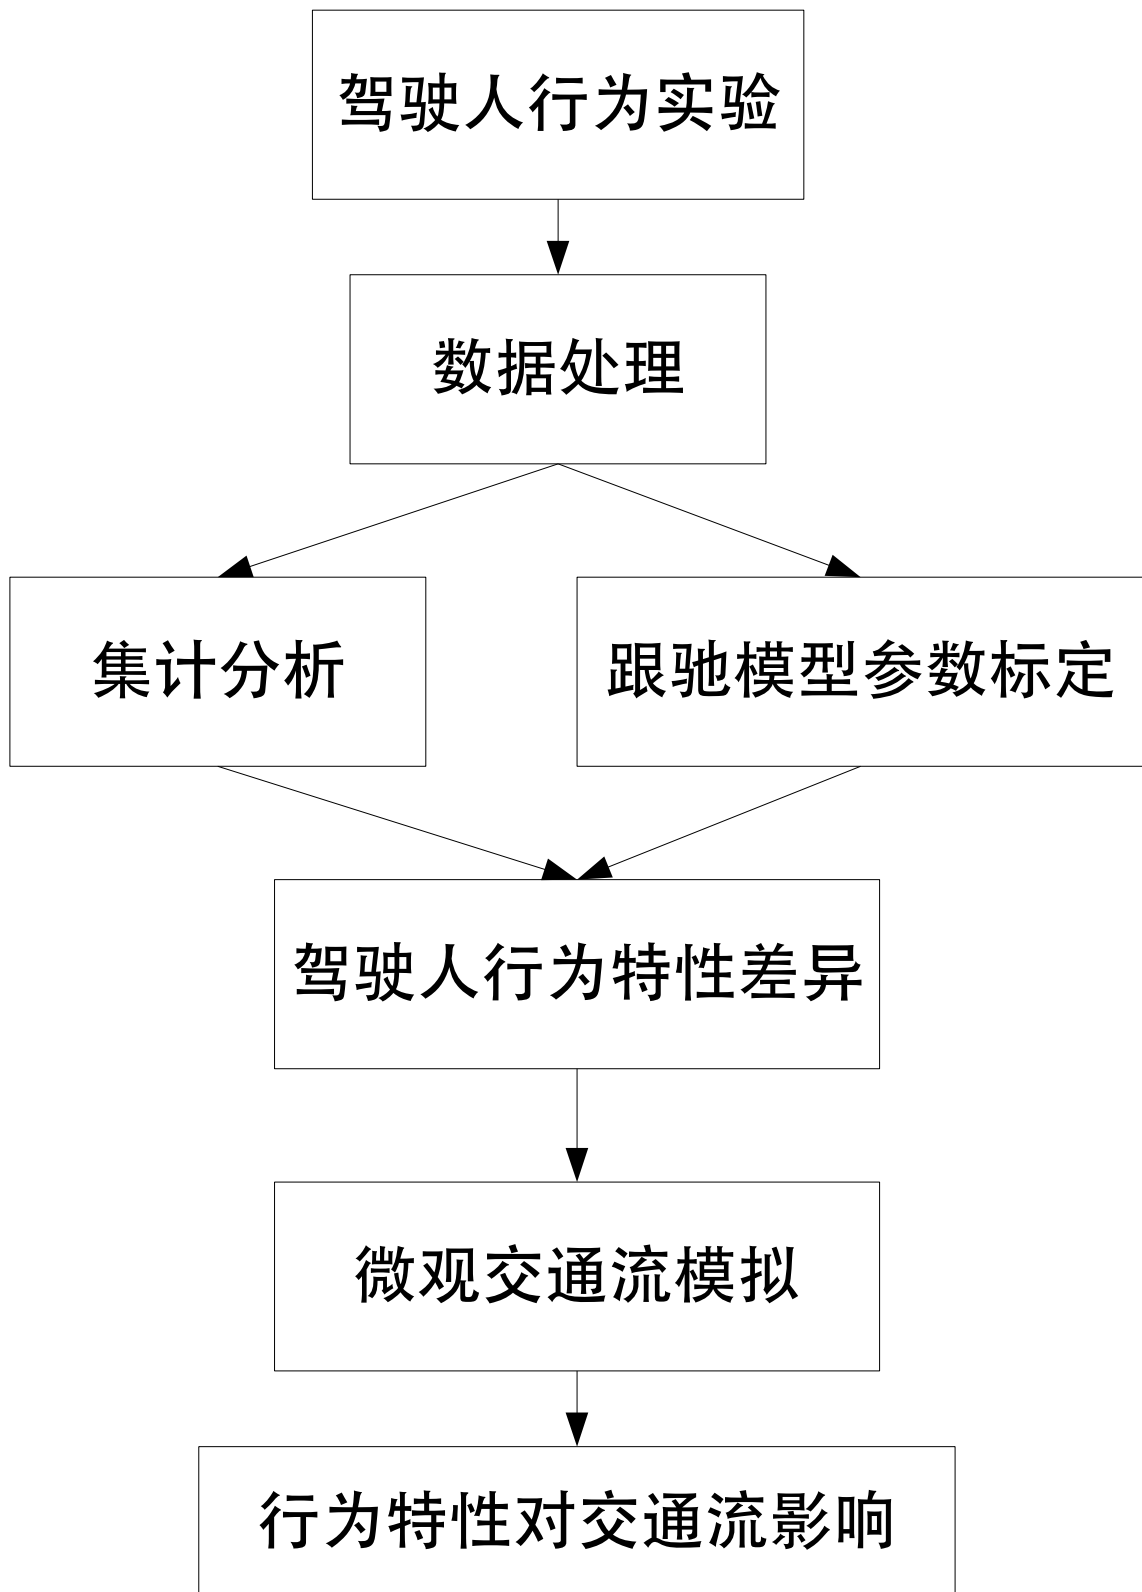 驾驶人行为实验
数据处理
集计分析
跟驰模型参数标定
驾驶人行为特性差异
微观交通流模拟
行为特性对交通流影响